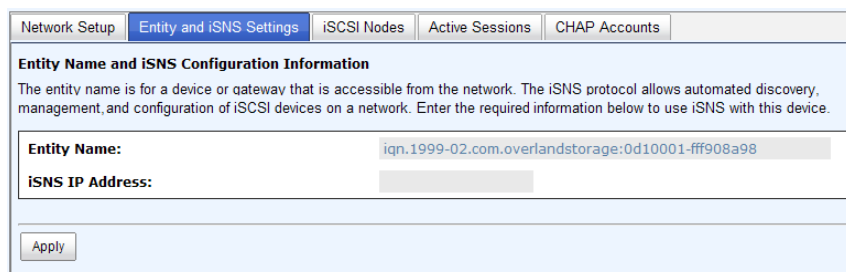 Network Setup Entity and iSNS Settings iSCSI Nodes Active Sessions CHAP Accounts
Entity Name and iSNS Configuration Information
The entity name is for a device or gateway that is accessible from the network. The iSNS protocol allows automated discovery,
management, and configuration of iSCSI devices on a network. Enter the required information below to use iSNS with this device.
Entity Name: iqn.1999-02.com.overlandstorage:0d10001-fff908a98
iSNS IP Address:
Apply